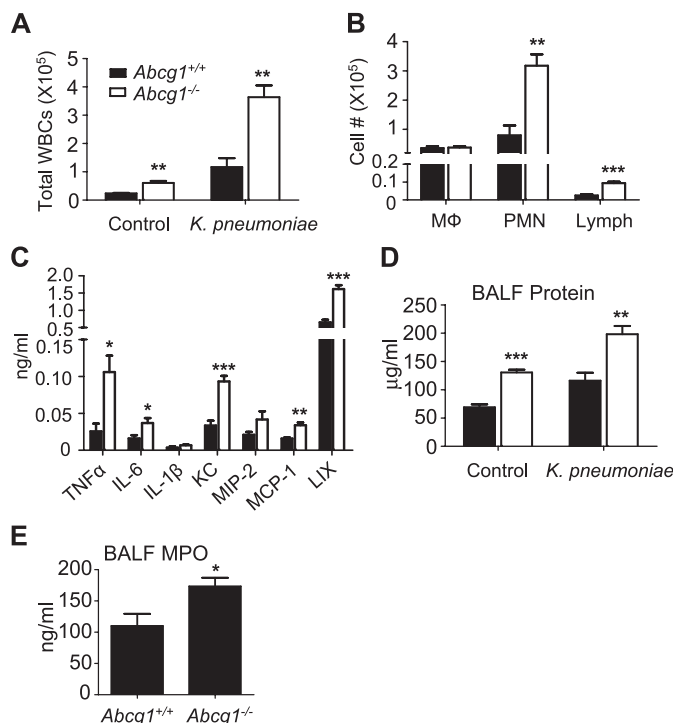 A
Total WBCs (X10⁵)
5
4
3
2
1
0
Abcg1+/+
Abcg1-/-
**
**
Control
K. pneumoniae
B
Cell # (X10⁵)
4
3
2
1
0.2
0.1
0
**
***
MΦ
PMN
Lymph
C
ng/ml
2.0
1.5
1.0
0.5
0.15
0.10
0.05
0
*
*
***
**
***
TNFα
IL-6
IL-1β
KC
MIP-2
MCP-1
LIX
D
BALF Protein
µg/ml
250
200
150
100
50
0
***
**
Control
K. pneumoniae
E
BALF MPO
ng/ml
200
150
100
50
0
*
Abcg1+/+
Abcg1-/-